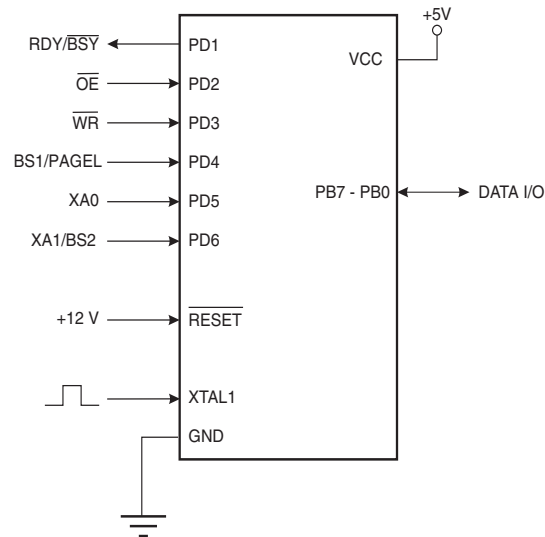 +5V
RDY/BSY
PD1
VCC
OE
PD2
WR
PD3
BS1/PAGEL
PD4
XA0
PD5
PB7 - PB0
DATA I/O
XA1/BS2
PD6
+12 V
RESET
XTAL1
GND